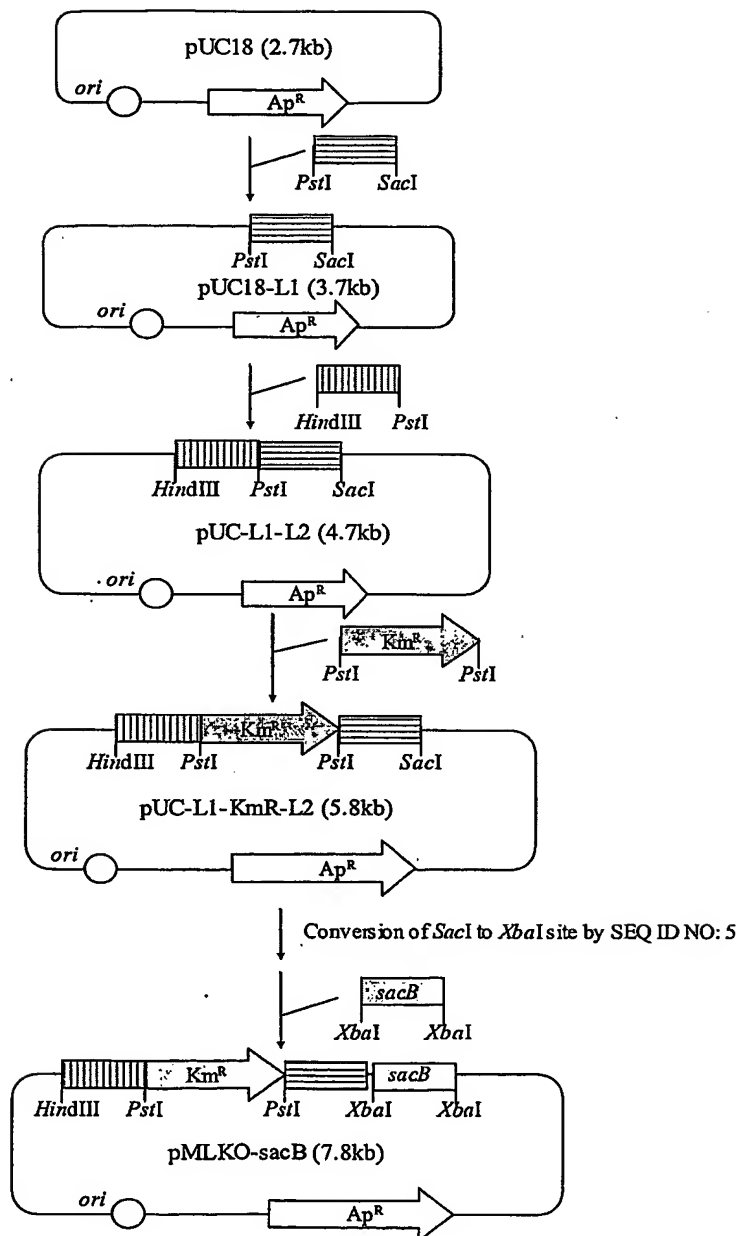 pUC18 (2.7kb)
ori
Ap^R
PstI SacI
PstI SacI
pUC18-L1 (3.7kb)
ori
Ap^R
HindIII PstI
HindIII PstI SacI
pUC-L1-L2 (4.7kb)
ori
Ap^R
Km^R
PstI PstI
Km^R
HindIII PstI PstI SacI
pUC-L1-KmR-L2 (5.8kb)
ori
Ap^R
Conversion of SacI to XbaI site by SEQ ID NO: 5
sacB
XbaI XbaI
Km^R sacB
HindIII PstI PstI XbaI XbaI
pMLKO-sacB (7.8kb)
ori
Ap^R